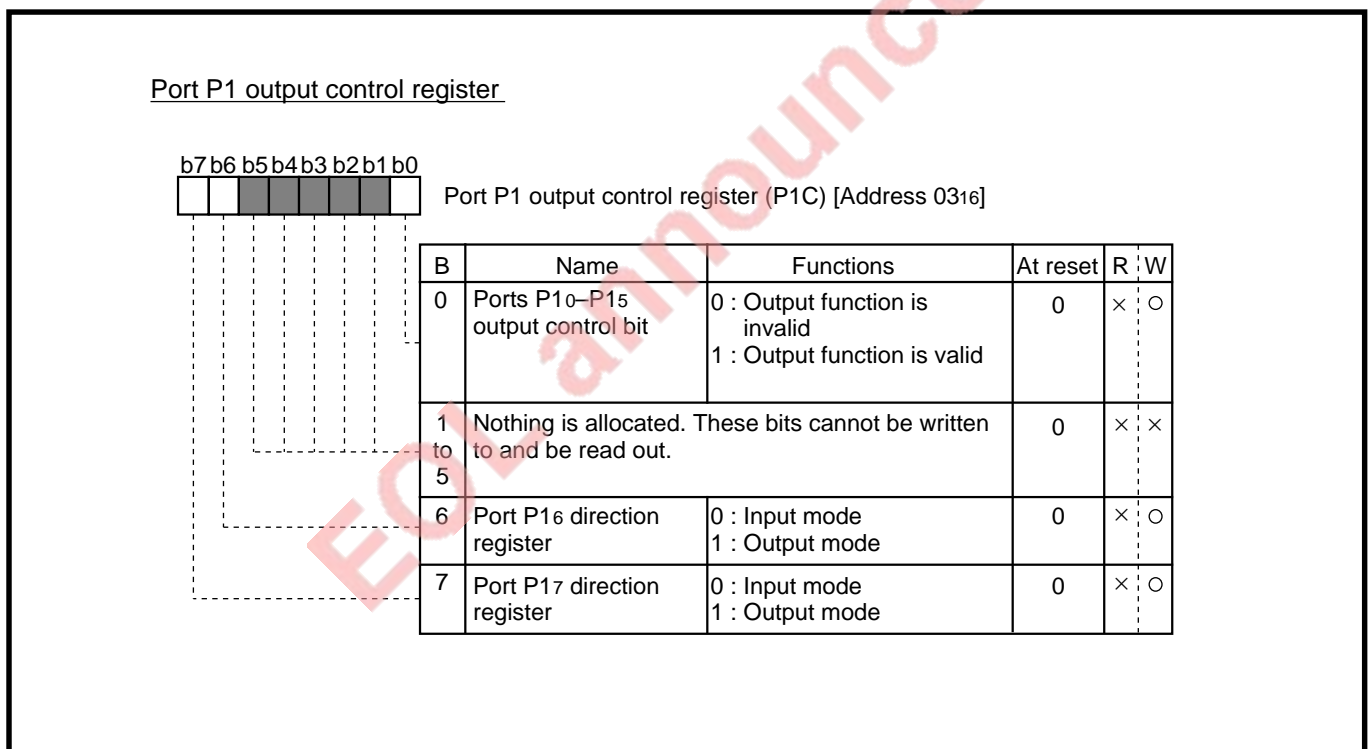 Port P1 output control register
b7 b6 b5 b4 b3 b2 b1 b0
Port P1 output control register (P1C) [Address 0316]
B Name Functions At reset R W
0 Ports P10–P15 0 : Output function is 0 × ○
output control bit invalid
1 : Output function is valid
1 Nothing is allocated. These bits cannot be written 0 × ×
to to and be read out.
5
6 Port P16 direction 0 : Input mode 0 × ○
register 1 : Output mode
7 Port P17 direction 0 : Input mode 0 × ○
register 1 : Output mode
EOL announc